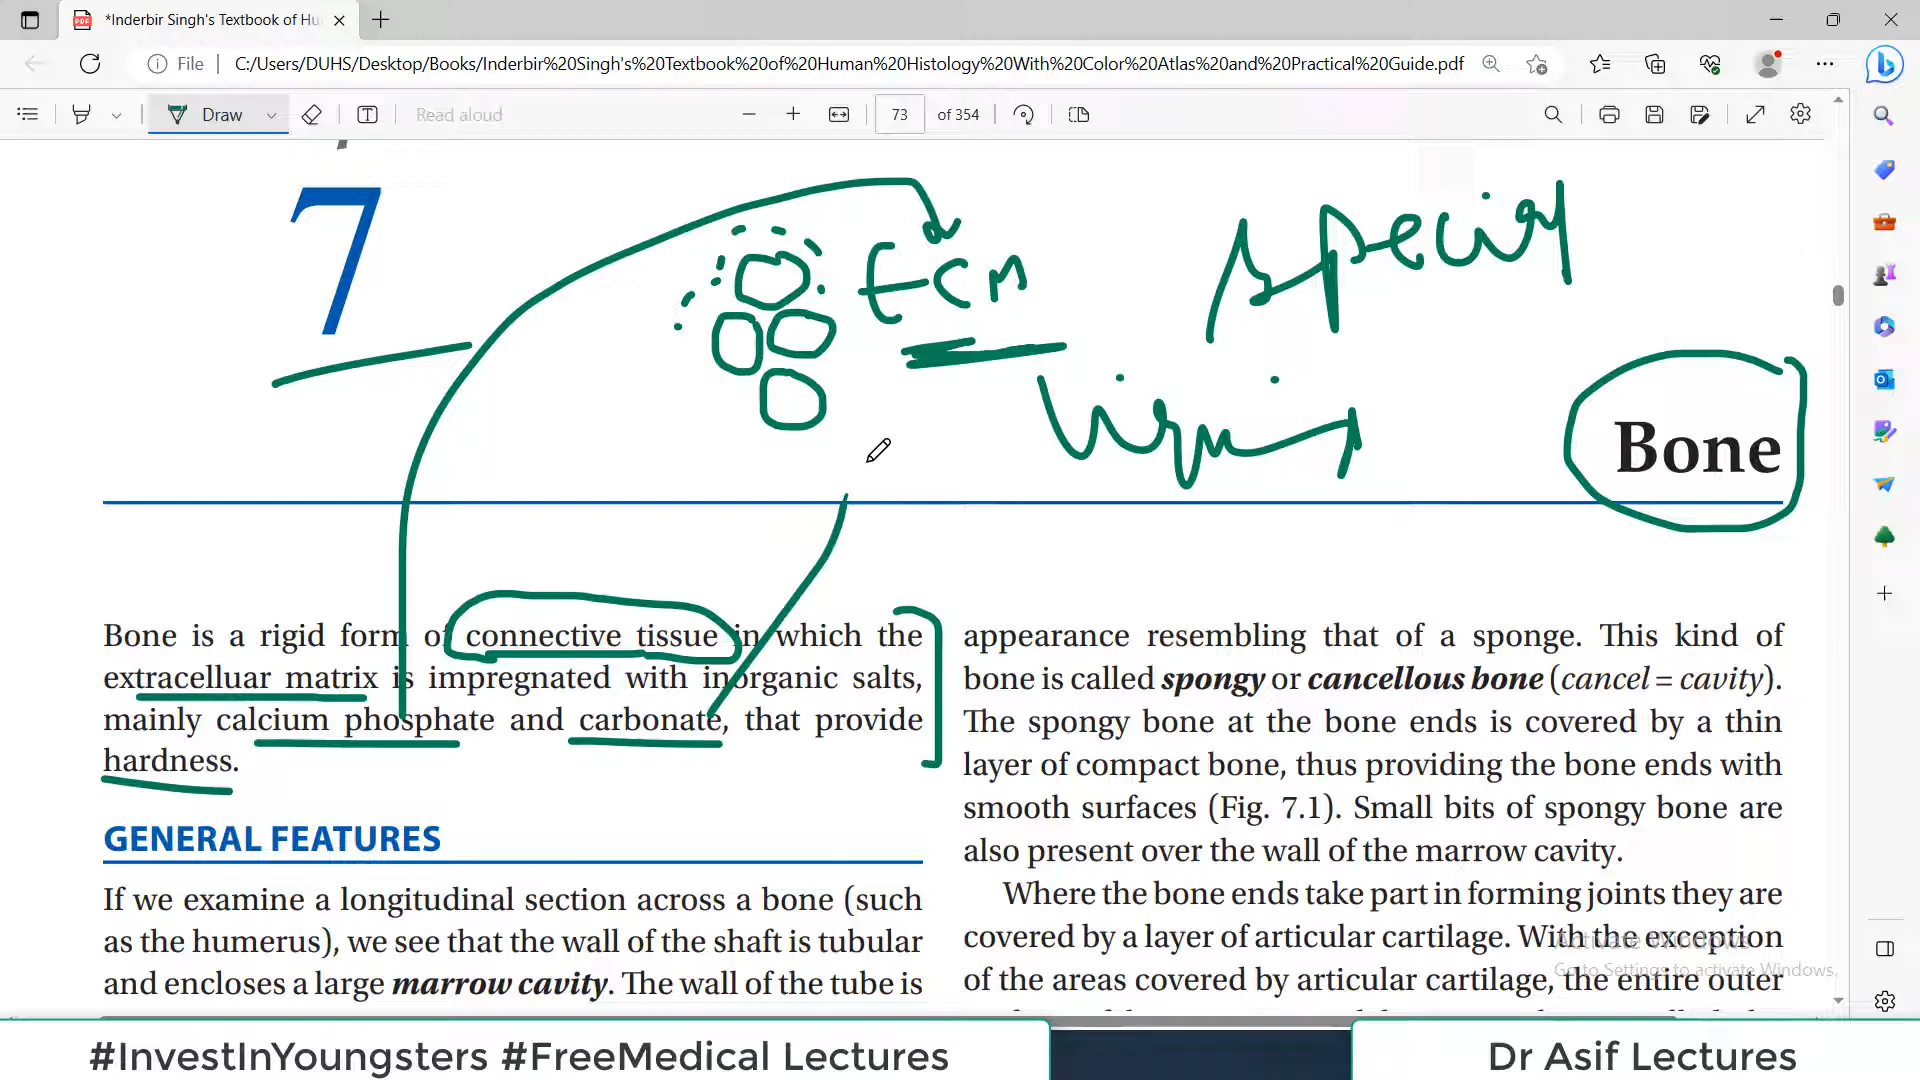 *Inderbir Singh's Textbook of Hu
File
C:/Users/DUHS/Desktop/Books/Inderbir%20Singh's%20Textbook%20of%20Human%20Histology%20With%20Color%20Atlas%20and%20Practical%20Guide.pdf
Draw
Read aloud
73 of 354
7
ECM
special
Bone
Bone is a rigid form of connective tissue in which the
extracelluar matrix is impregnated with inorganic salts,
mainly calcium phosphate and carbonate, that provide
hardness.
GENERAL FEATURES
If we examine a longitudinal section across a bone (such
as the humerus), we see that the wall of the shaft is tubular
and encloses a large marrow cavity. The wall of the tube is
appearance resembling that of a sponge. This kind of
bone is called spongy or cancellous bone (cancel = cavity).
The spongy bone at the bone ends is covered by a thin
layer of compact bone, thus providing the bone ends with
smooth surfaces (Fig. 7.1). Small bits of spongy bone are
also present over the wall of the marrow cavity.
Where the bone ends take part in forming joints they are
covered by a layer of articular cartilage. With the exception
of the areas covered by articular cartilage, the entire outer
Activate Windows
Go to Settings to activate Windows.
#InvestInYoungsters #FreeMedical Lectures
Dr Asif Lectures